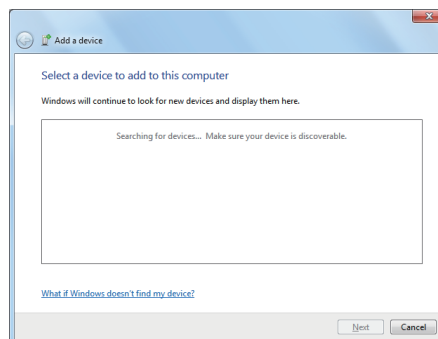 Add a device
Select a device to add to this computer
Windows will continue to look for new devices and display them here.
Searching for devices... Make sure your device is discoverable.
What if Windows doesn't find my device?
Next Cancel